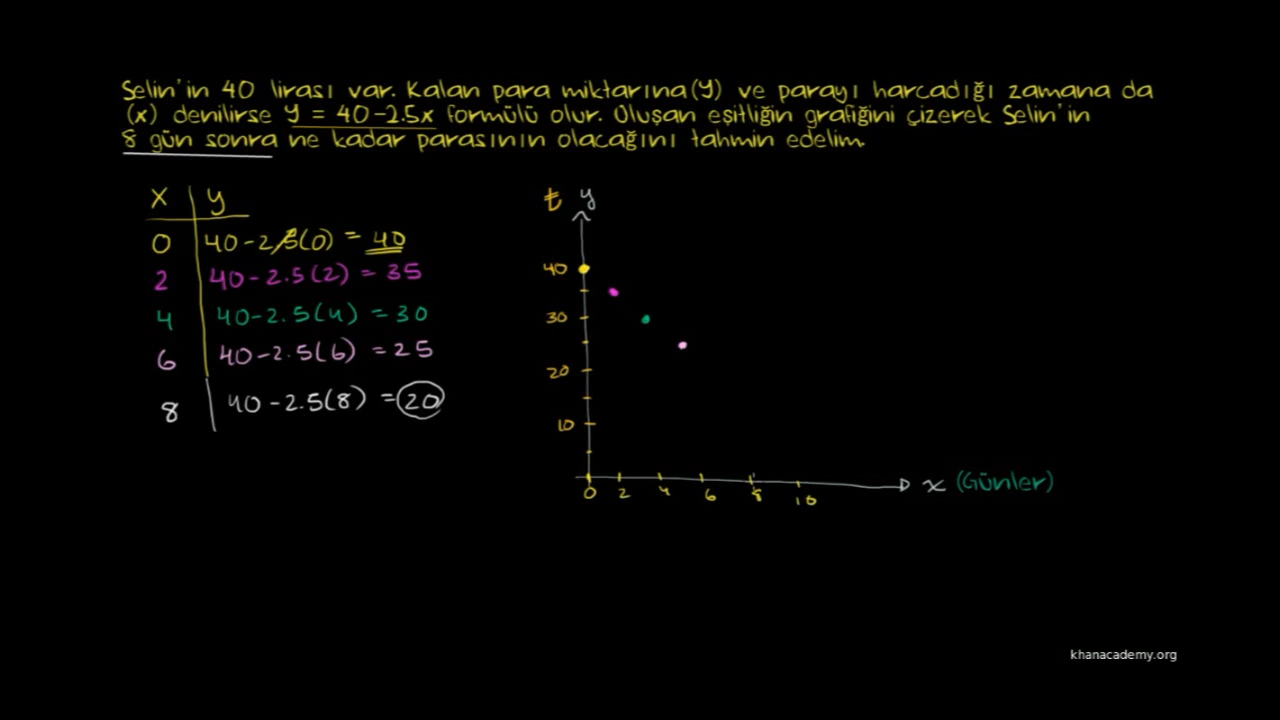 Selin'in 40 lirası var. Kalan para miktarına (y) ve parayı harcadığı zamana da
(x) denilirse y = 40-2.5x formülü olur. Oluşan eşitliğin grafiğini çizerek Selin'in
8 gün sonra ne kadar parasının olacağını tahmin edelim.
x y
0 40-2.5(0) = 40
2 40-2.5(2) = 35
4 40-2.5(4) = 30
6 40-2.5(6) = 25
8 40-2.5(8) = 20
₺ y
40
30
20
10
0 2 4 6 8 10
x (Günler)
khanacademy.org